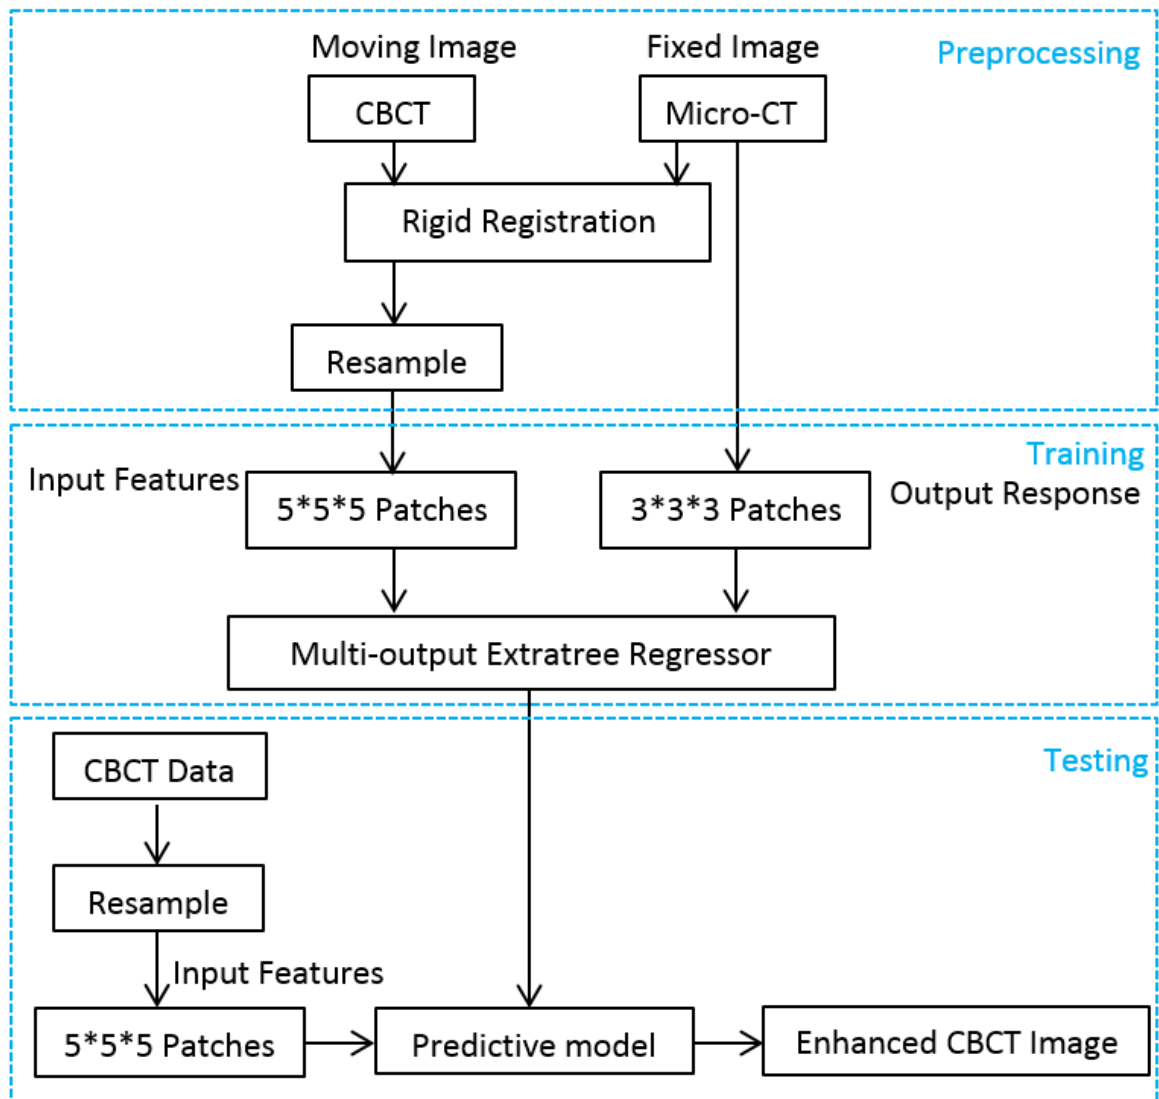 Moving Image
Fixed Image
Preprocessing
CBCT
Micro-CT
Rigid Registration
Resample
Training
Input Features
Output Response
5*5*5 Patches
3*3*3 Patches
Multi-output Extratree Regressor
Testing
CBCT Data
Resample
Input Features
5*5*5 Patches
Predictive model
Enhanced CBCT Image